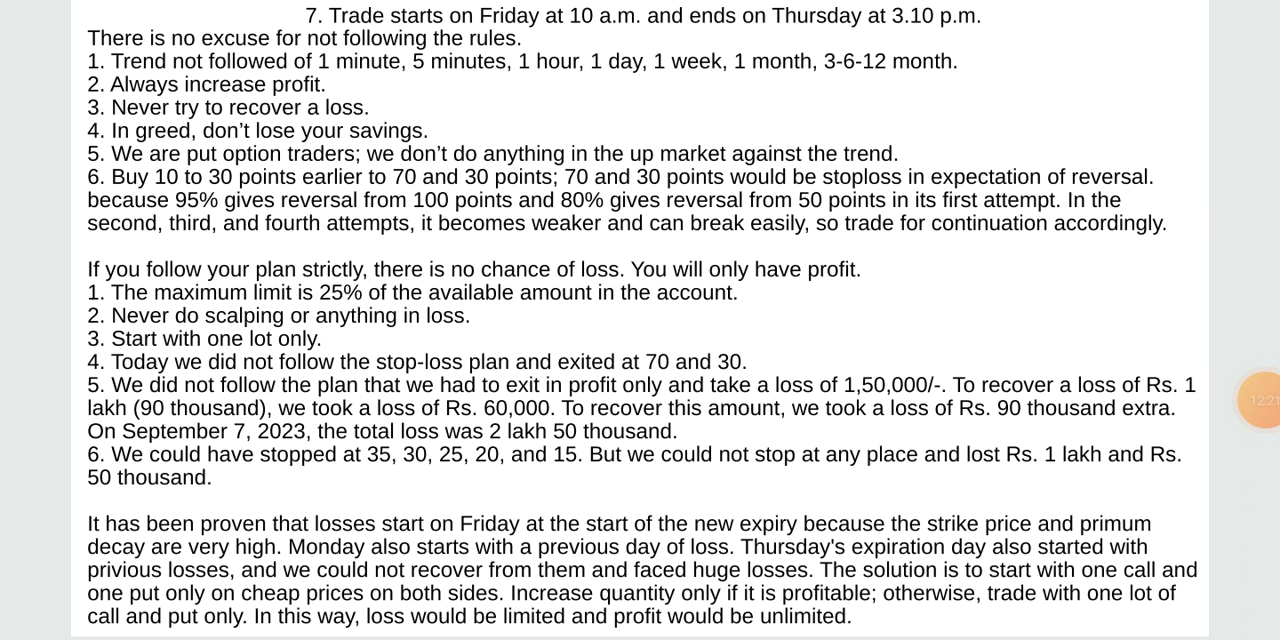 7. Trade starts on Friday at 10 a.m. and ends on Thursday at 3.10 p.m.
There is no excuse for not following the rules.
1. Trend not followed of 1 minute, 5 minutes, 1 hour, 1 day, 1 week, 1 month, 3-6-12 month.
2. Always increase profit.
3. Never try to recover a loss.
4. In greed, don’t lose your savings.
5. We are put option traders; we don’t do anything in the up market against the trend.
6. Buy 10 to 30 points earlier to 70 and 30 points; 70 and 30 points would be stoploss in expectation of reversal.
because 95% gives reversal from 100 points and 80% gives reversal from 50 points in its first attempt. In the
second, third, and fourth attempts, it becomes weaker and can break easily, so trade for continuation accordingly.
If you follow your plan strictly, there is no chance of loss. You will only have profit.
1. The maximum limit is 25% of the available amount in the account.
2. Never do scalping or anything in loss.
3. Start with one lot only.
4. Today we did not follow the stop-loss plan and exited at 70 and 30.
5. We did not follow the plan that we had to exit in profit only and take a loss of 1,50,000/-. To recover a loss of Rs. 1
lakh (90 thousand), we took a loss of Rs. 60,000. To recover this amount, we took a loss of Rs. 90 thousand extra.
On September 7, 2023, the total loss was 2 lakh 50 thousand.
6. We could have stopped at 35, 30, 25, 20, and 15. But we could not stop at any place and lost Rs. 1 lakh and Rs.
50 thousand.
It has been proven that losses start on Friday at the start of the new expiry because the strike price and primum
decay are very high. Monday also starts with a previous day of loss. Thursday's expiration day also started with
privious losses, and we could not recover from them and faced huge losses. The solution is to start with one call and
one put only on cheap prices on both sides. Increase quantity only if it is profitable; otherwise, trade with one lot of
call and put only. In this way, loss would be limited and profit would be unlimited.